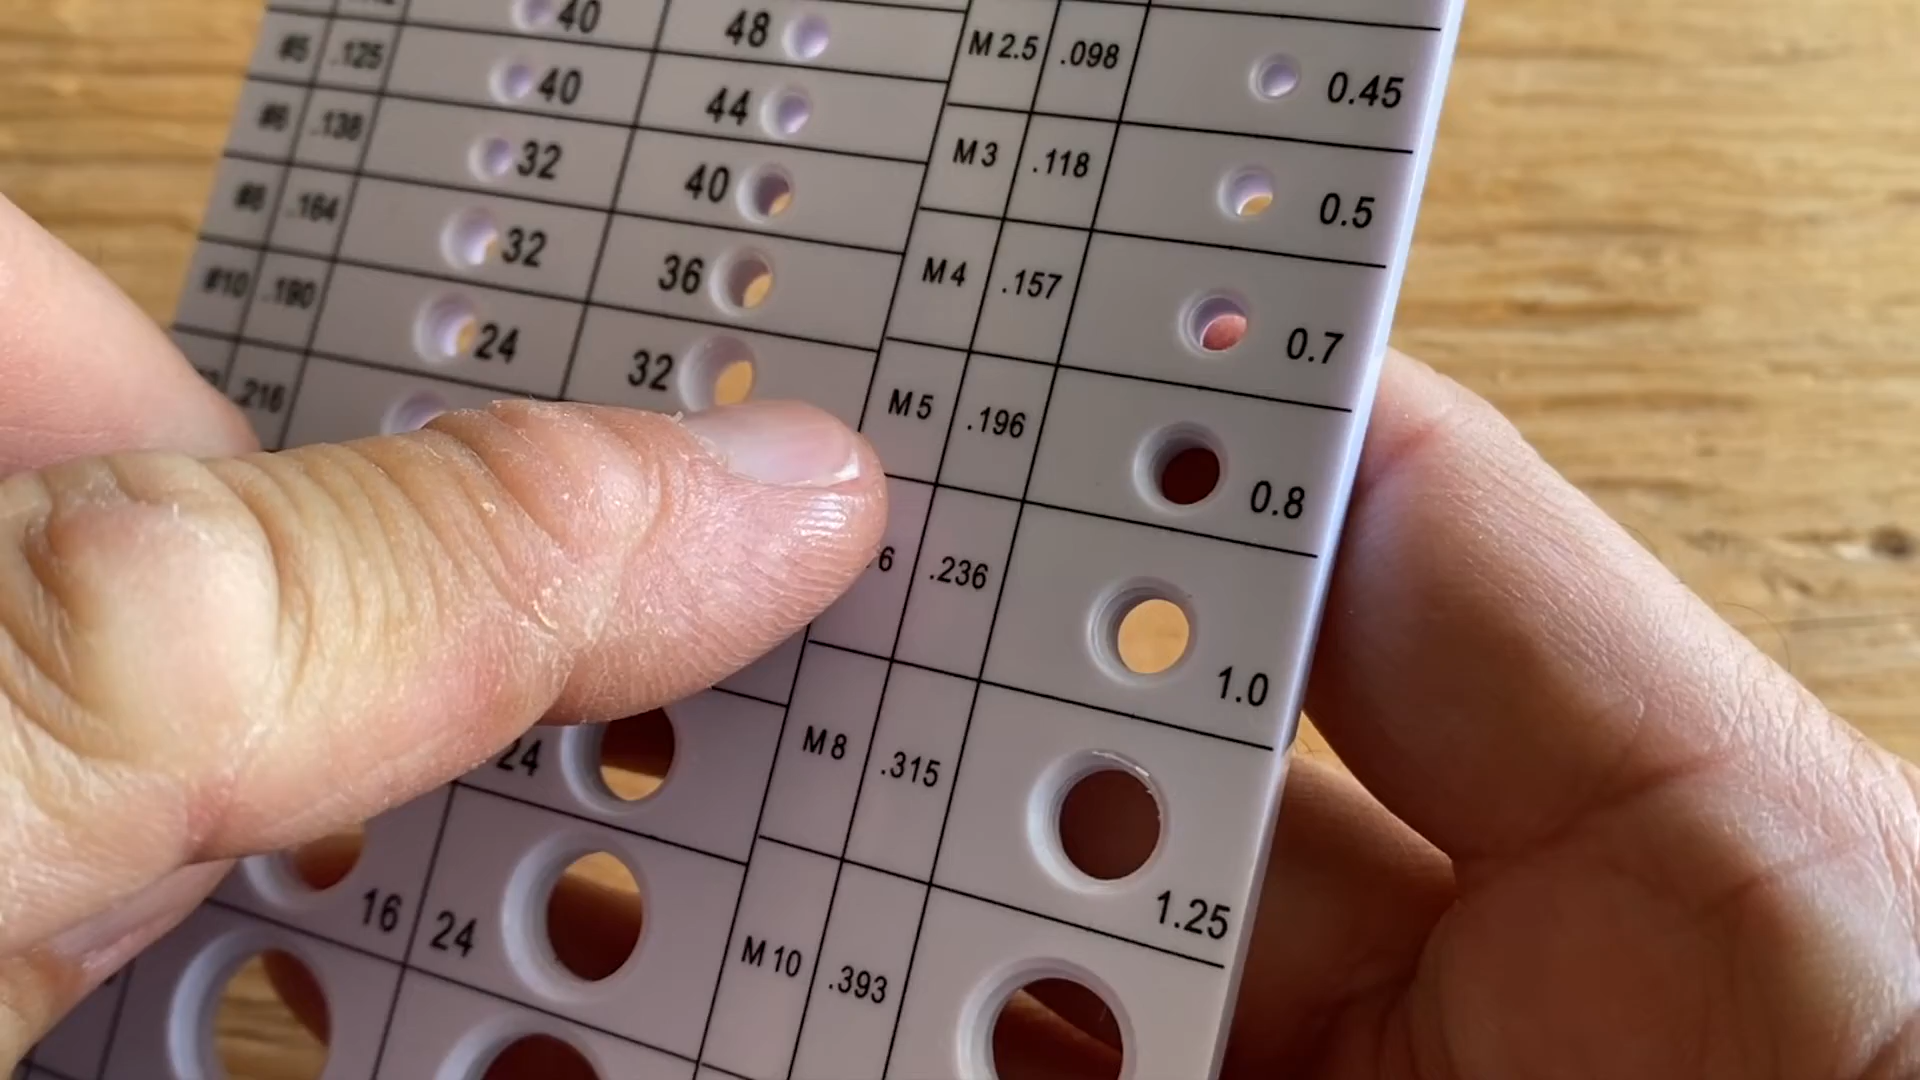 40 48
#5 .125 40 44
#6 .138 32 40
#8 .164 32 36
#10 .190 24 32
.216
24
16 24
M 2.5 .098 0.45
M 3 .118 0.5
M 4 .157 0.7
M 5 .196 0.8
6 .236 1.0
M 8 .315 1.25
M 10 .393